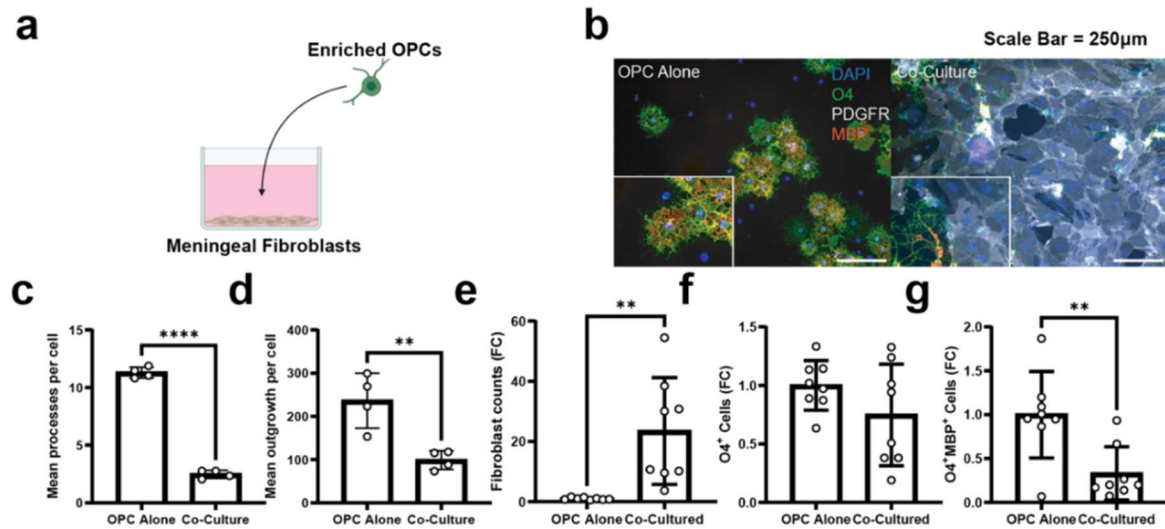 a
Enriched OPCs
Meningeal Fibroblasts
b
Scale Bar = 250μm
OPC Alone
DAPI
O4
PDGFR
MBP
Co-Culture
c
Mean processes per cell
15
10
5
0
****
OPC Alone
Co-Culture
d
Mean outgrowth per cell
400
300
200
100
0
**
OPC Alone
Co-Culture
e
Fibroblast counts (FC)
60
40
20
0
**
OPC Alone
Co-Cultured
f
O4⁺ Cells (FC)
1.5
1.0
0.5
0.0
OPC Alone
Co-Cultured
g
O4⁺MBP⁺ Cells (FC)
2.0
1.5
1.0
0.5
0.0
**
OPC Alone
Co-Cultured